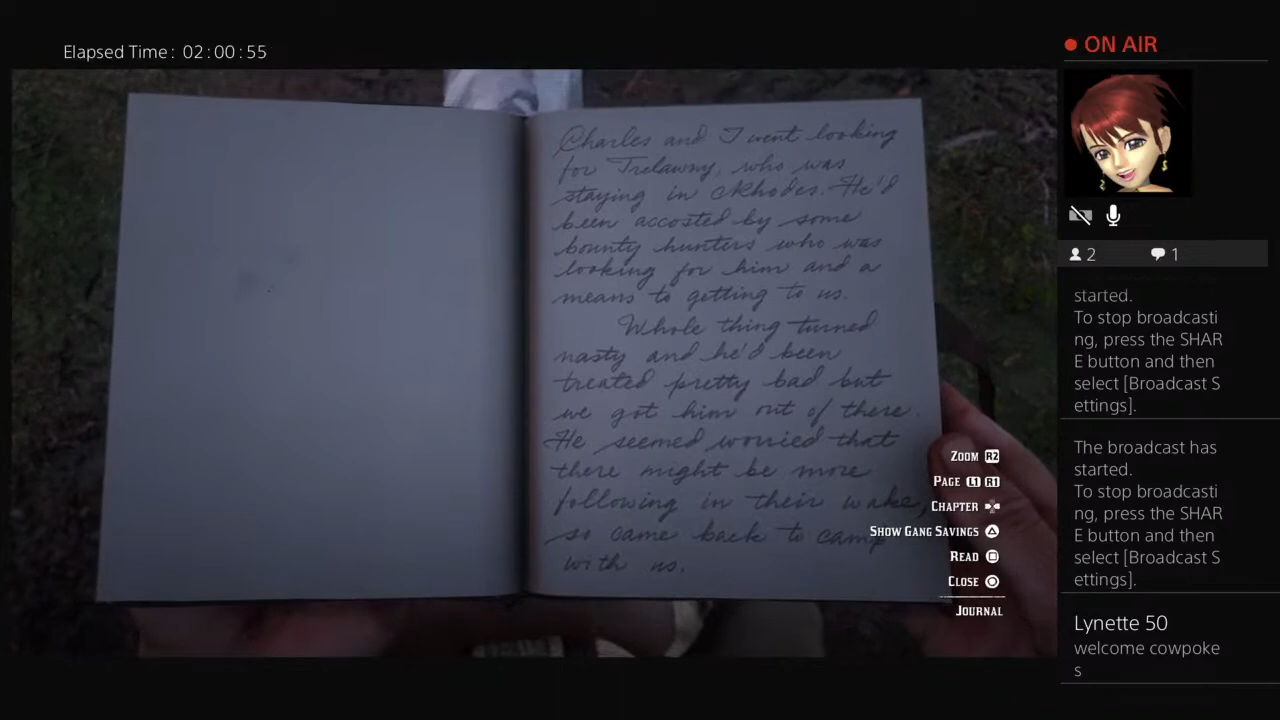 Elapsed Time: 02:00:55
ON AIR
Charles and I went looking
for Trelawny, who was
staying in Rhodes. He'd
been accosted by some
bounty hunters who was
looking for him and a
means to getting to us.
Whole thing turned
nasty and he'd been
treated pretty bad but
we got him out of there.
He seemed worried that
there might be more
following in their wake,
so came back to camp
with us.
ZOOM R2
PAGE L1 R1
CHAPTER
SHOW GANG SAVINGS
READ
CLOSE
JOURNAL
2 1
started.
To stop broadcasti
ng, press the SHAR
E button and then
select [Broadcast S
ettings].
The broadcast has
started.
To stop broadcasti
ng, press the SHAR
E button and then
select [Broadcast S
ettings].
Lynette 50
welcome cowpoke
s